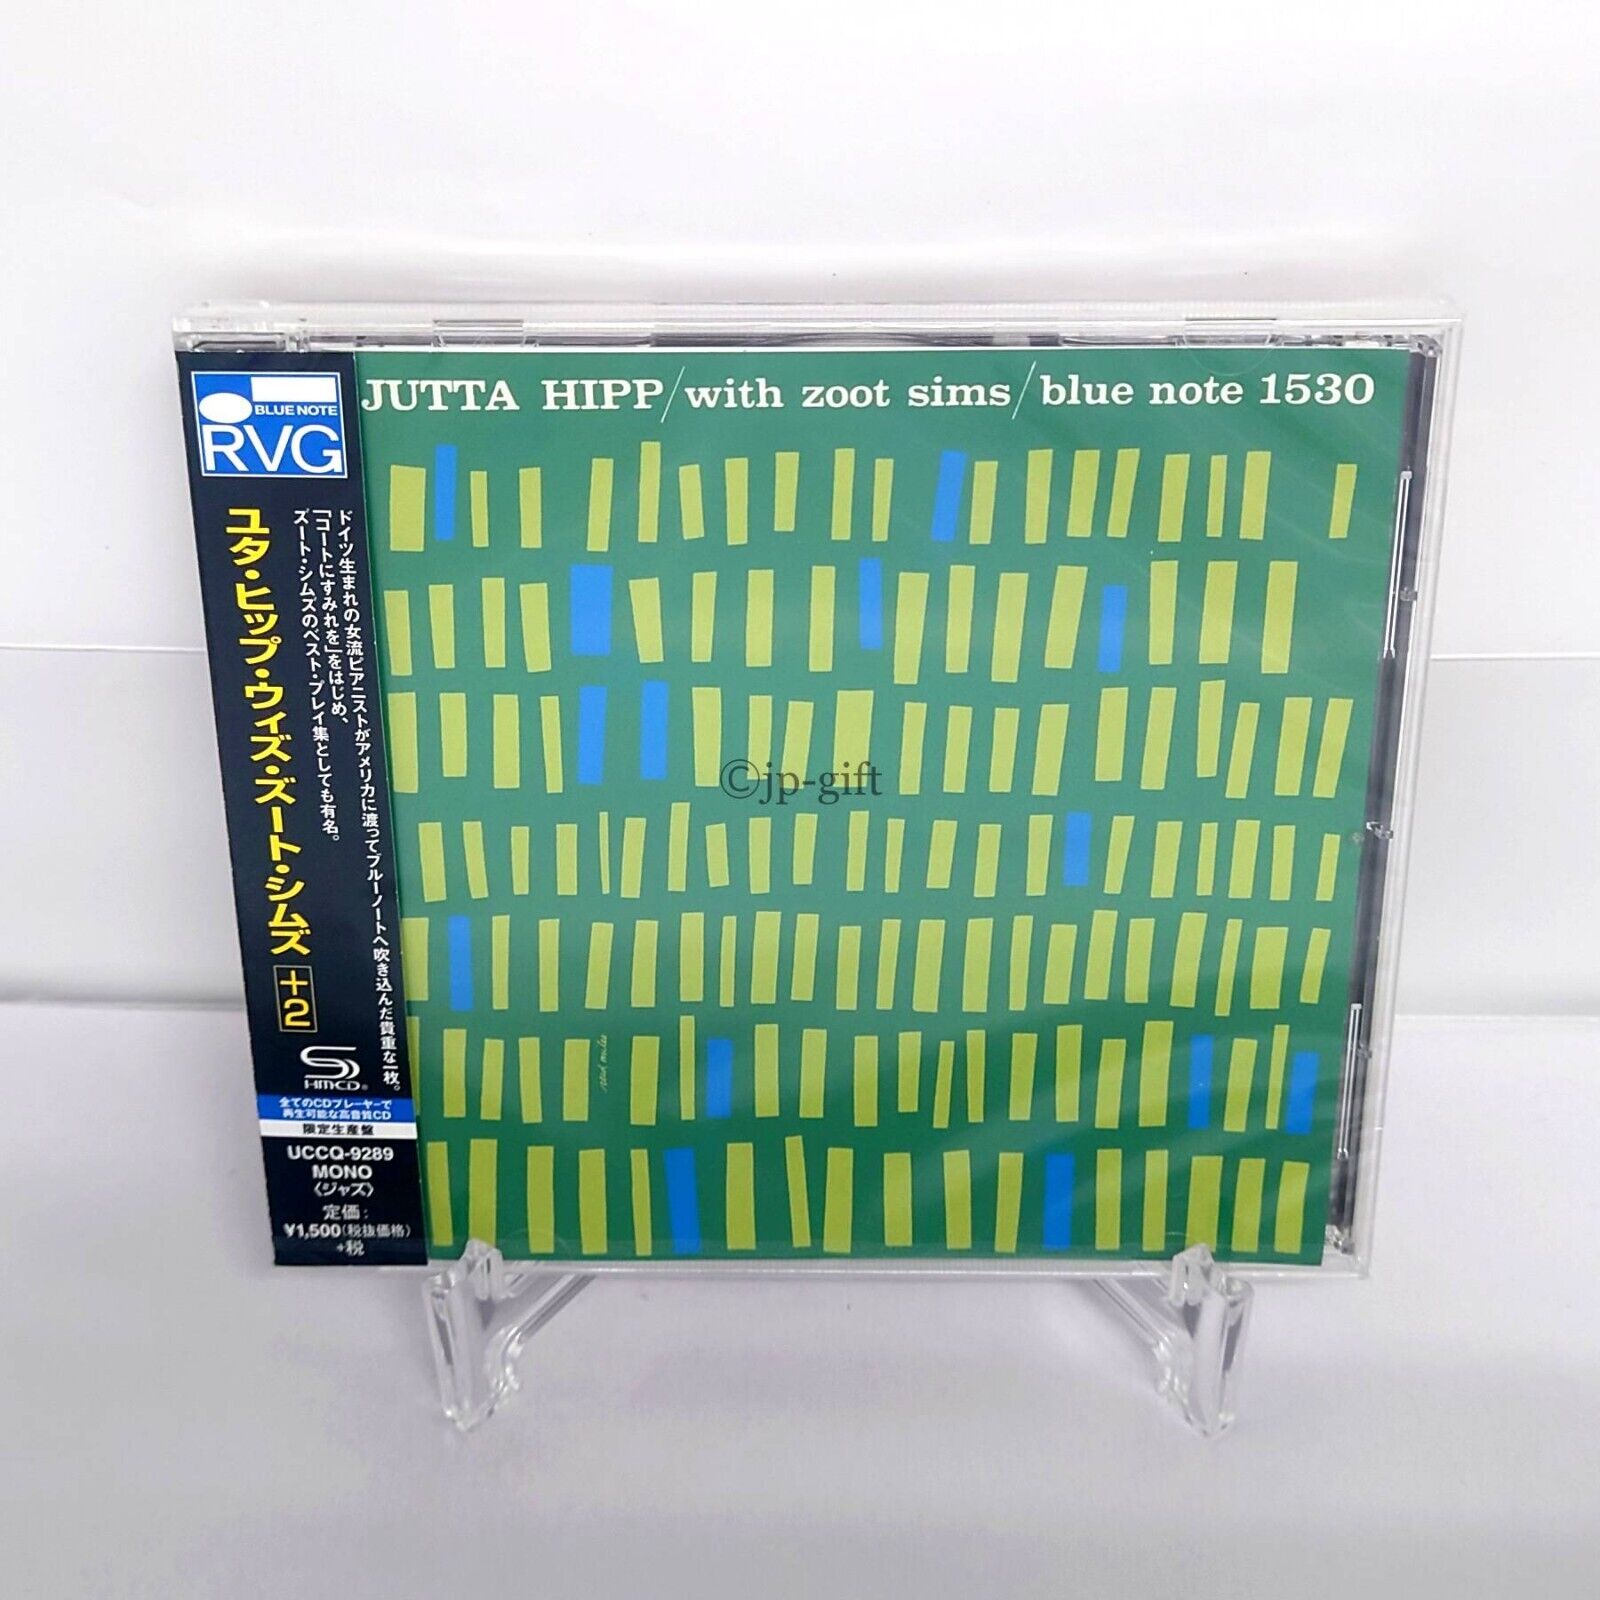 JUTTA HIPP/with zoot sims/blue note 1530
BLUE NOTE
RVG
ドイツ生まれの女流ピアニストがアメリカに渡ってブルーノートへ吹き込んだ貴重な一枚。
「コートにすみれを」をはじめ、
ズート・シムズのベスト・プレイ集としても有名。
ユタ・ヒップ・ウィズ・ズート・シムズ +2
HMCD®
全てのCDプレーヤーで
再生可能な高音質CD
限定生産盤
UCCQ-9289
MONO
〈ジャズ〉
定価:
¥1,500(税抜価格)
+税
reid miles
©jp-gift